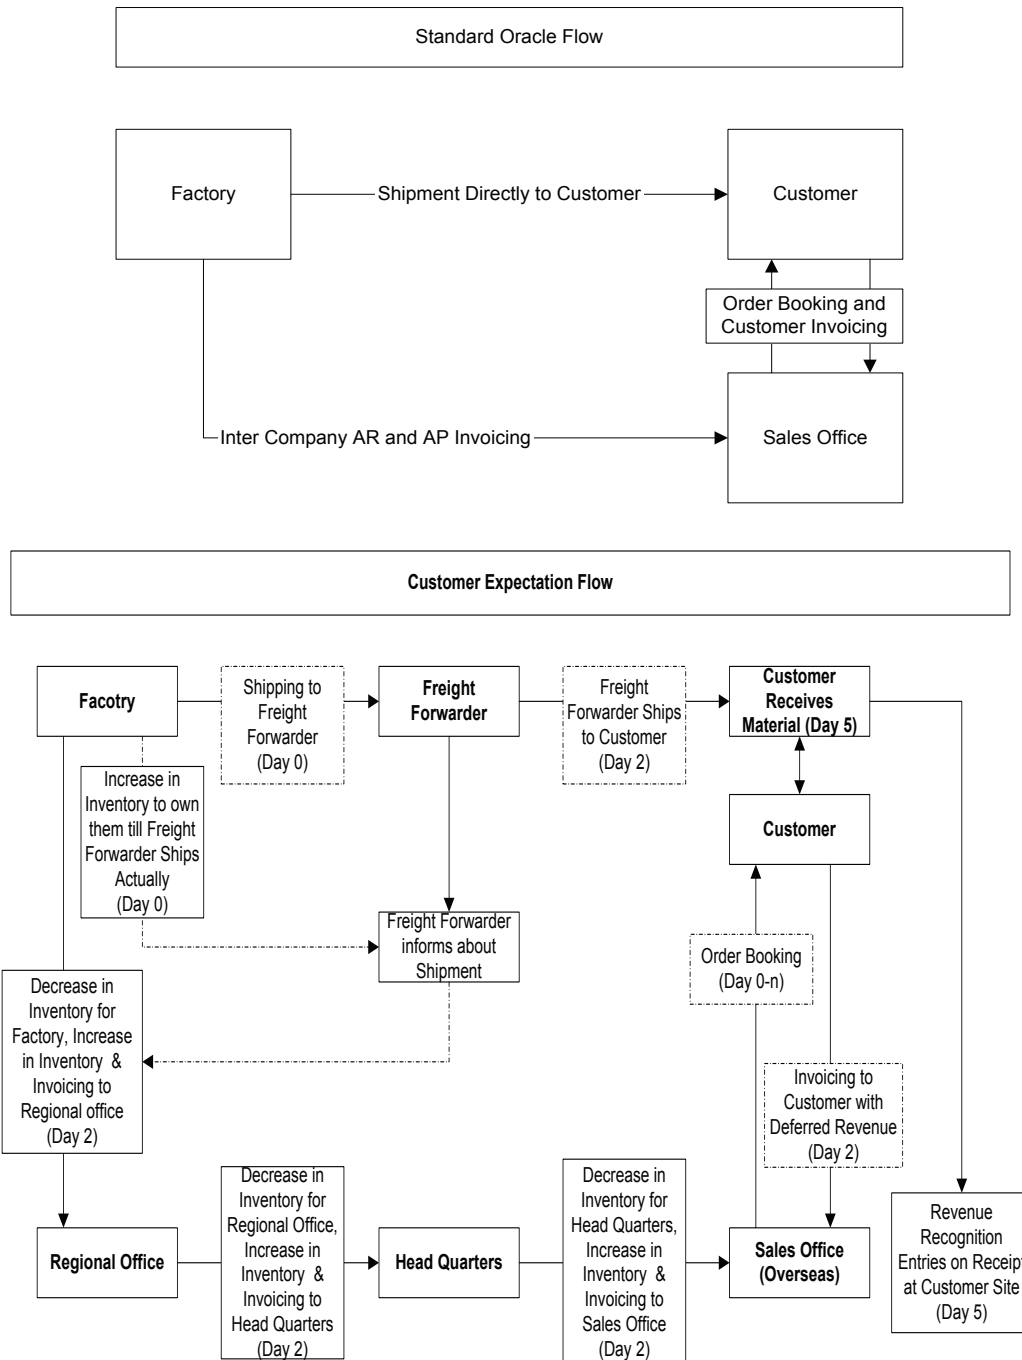 Standard Oracle Flow
Factory
Shipment Directly to Customer
Customer
Order Booking and
Customer Invoicing
Inter Company AR and AP Invoicing
Sales Office
Customer Expectation Flow
Facotry
Shipping to
Freight
Forwarder
(Day 0)
Freight
Forwarder
Freight
Forwarder Ships
to Customer
(Day 2)
Customer
Receives
Material (Day 5)
Increase in
Inventory to own
them till Freight
Forwarder Ships
Actually
(Day 0)
Customer
Freight Forwarder
informs about
Shipment
Order Booking
(Day 0-n)
Decrease in
Inventory for
Factory, Increase
in Inventory &
Invoicing to
Regional office
(Day 2)
Invoicing to
Customer with
Deferred Revenue
(Day 2)
Regional Office
Decrease in
Inventory for
Regional Office,
Increase in
Inventory &
Invoicing to
Head Quarters
(Day 2)
Head Quarters
Decrease in
Inventory for
Head Quarters,
Increase in
Inventory &
Invoicing to
Sales Office
(Day 2)
Sales Office
(Overseas)
Revenue
Recognition
Entries on Receipt
at Customer Site
(Day 5)